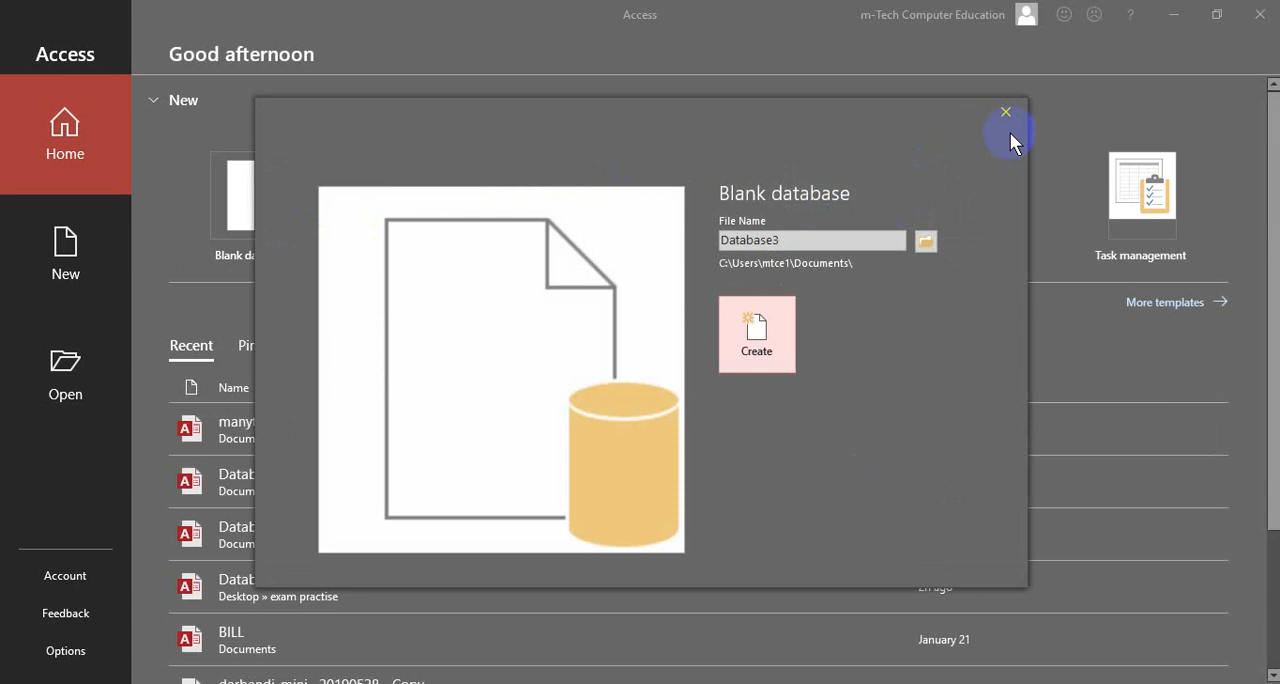 Access
m-Tech Computer Education
?
Access
Good afternoon
New
Home
Blank database
File Name
Database3
C:\Users\mtce1\Documents\
New
Blank da
Task management
More templates
Create
Recent
Pir
Open
Name
many
Docum
Datab
Docum
Datab
Docum
Datab
Desktop » exam practise
Account
Feedback
BILL
Documents
January 21
Options